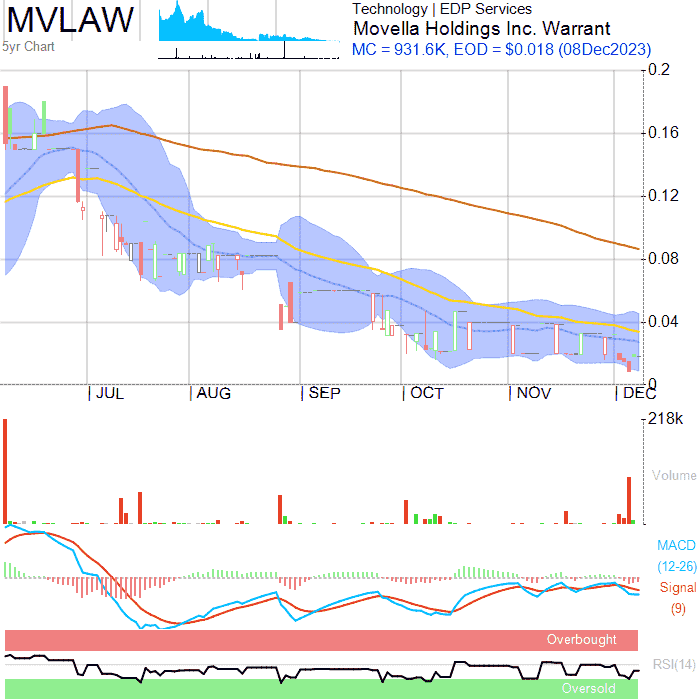 MVLAW
5yr Chart
Technology | EDP Services
Movella Holdings Inc. Warrant
MC = 931.6K, EOD = $0.018 (08Dec2023)
0.2
0.16
0.12
0.08
0.04
0
JUL AUG SEP OCT NOV DEC
218k
Volume
MACD
(12-26)
Signal
(9)
Overbought
RSI(14)
Oversold